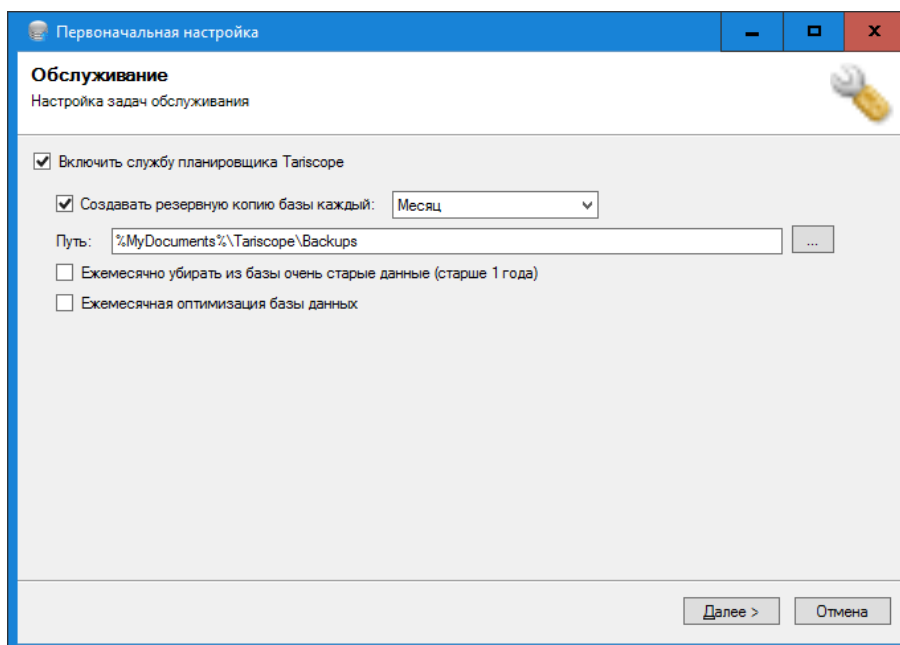 Первоначальная настройка
Обслуживание
Настройка задач обслуживания
Включить службу планировщика Tariscope
Создавать резервную копию базы каждый: Месяц
Путь: %MyDocuments%\Tariscope\Backups ...
Ежемесячно убирать из базы очень старые данные (старше 1 года)
Ежемесячная оптимизация базы данных
Далее > Отмена